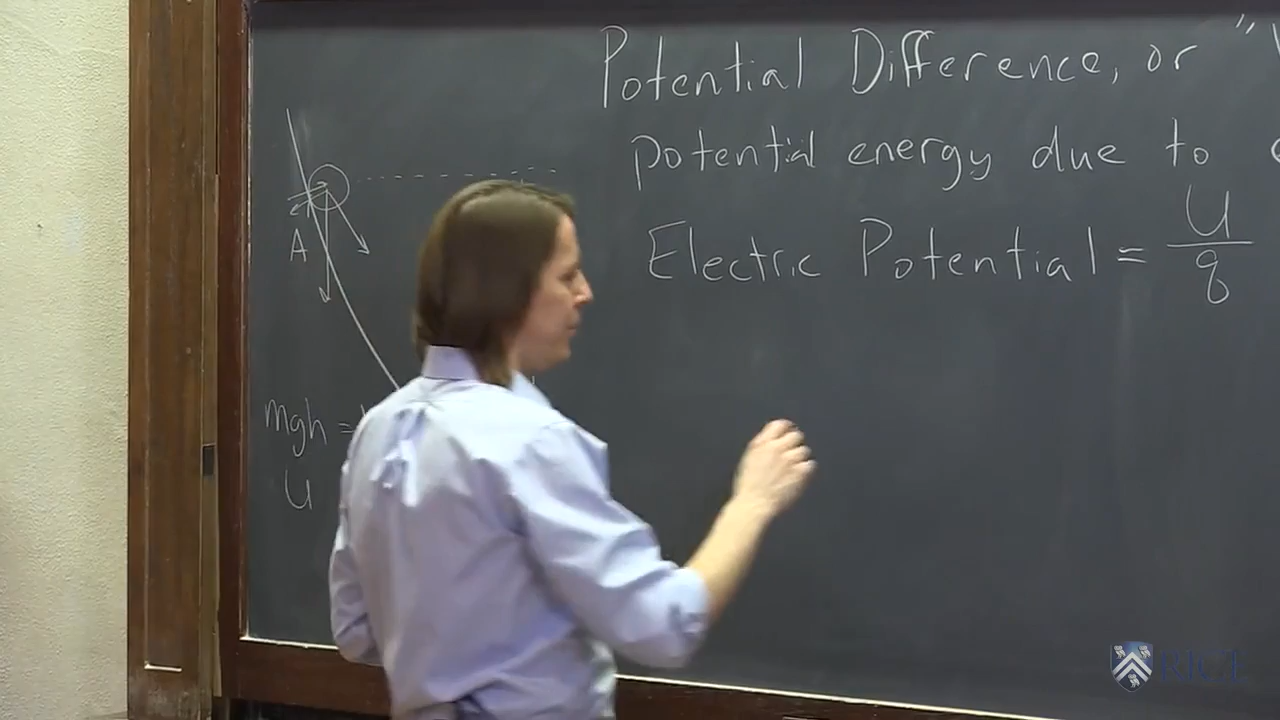 Potential Difference, or "
potential energy due to
Electric Potential = U/q
A
mgh =
U
RICE